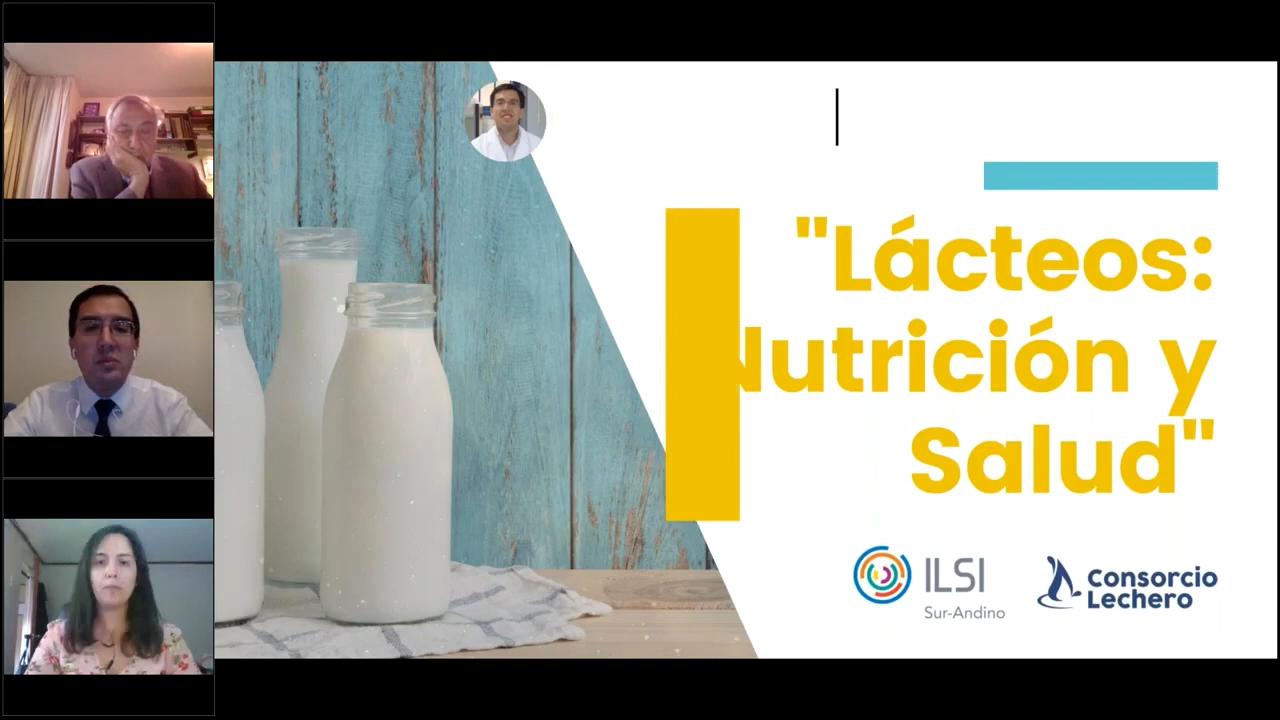 "Lácteos:
Nutrición y
Salud"
ILSI
Sur-Andino
Consorcio
Lechero